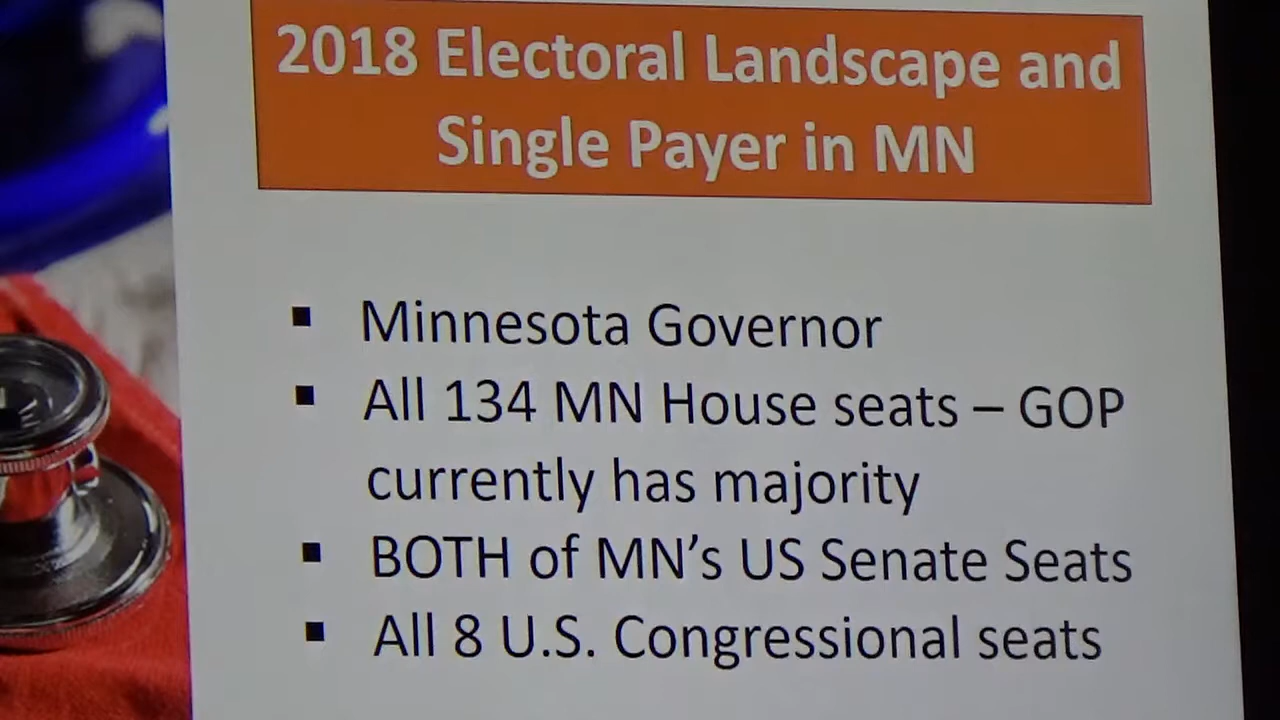 2018 Electoral Landscape and
Single Payer in MN
▪ Minnesota Governor
▪ All 134 MN House seats – GOP
currently has majority
▪ BOTH of MN’s US Senate Seats
▪ All 8 U.S. Congressional seats